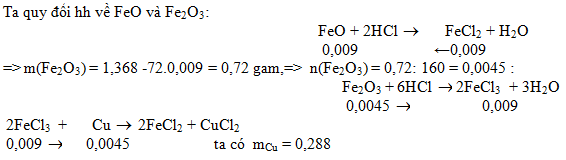 Ta quy đổi hh về FeO và Fe₂O₃:
FeO + 2HCl → FeCl₂ + H₂O
0,009 ←0,009
=> m(Fe₂O₃) = 1,368 -72.0,009 = 0,72 gam,=> n(Fe₂O₃) = 0,72: 160 = 0,0045 :
Fe₂O₃ + 6HCl → 2FeCl₃ + 3H₂O
0,0045 → 0,009
2FeCl₃ + Cu → 2FeCl₂ + CuCl₂
0,009 → 0,0045 ta có m꜀ᵤ = 0,288